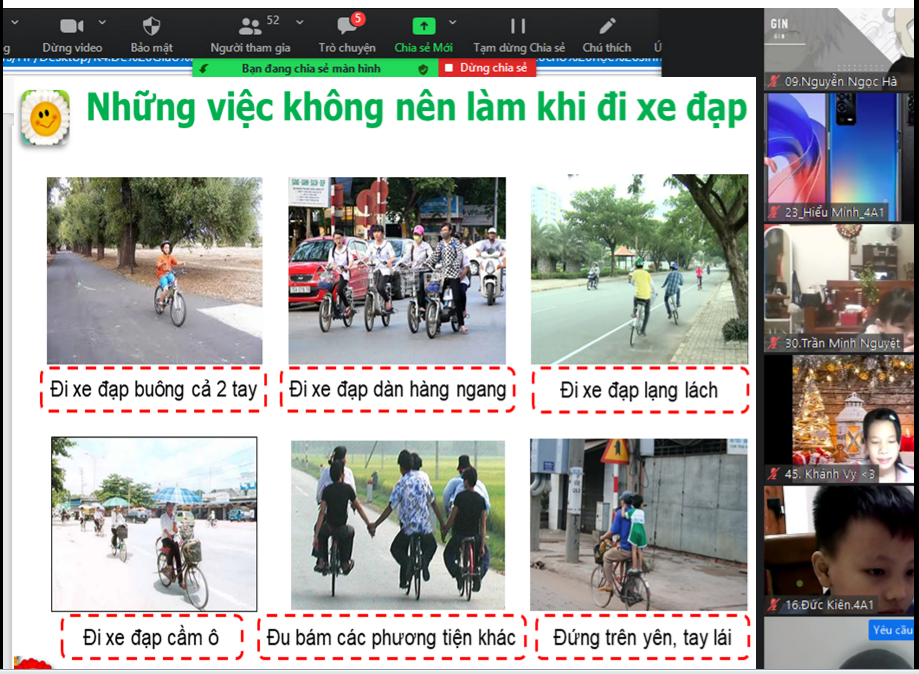 52
5
Dừng video
Bảo mật
Người tham gia
Trò chuyện
Chia sẻ Mới
Tạm dừng Chia sẻ
Chú thích
Bạn đang chia sẻ màn hình
Dừng chia sẻ
Những việc không nên làm khi đi xe đạp
Đi xe đạp buông cả 2 tay
Đi xe đạp dàn hàng ngang
Đi xe đạp lạng lách
Đi xe đạp cầm ô
Đu bám các phương tiện khác
Đứng trên yên, tay lái
GIN
GIN
09.Nguyễn Ngọc Hà
23_Hiểu Minh_4A1
30.Trần Minh Nguyệt
45. Khánh Vy <3
16.Đức Kiên.4A1
Yêu cầu